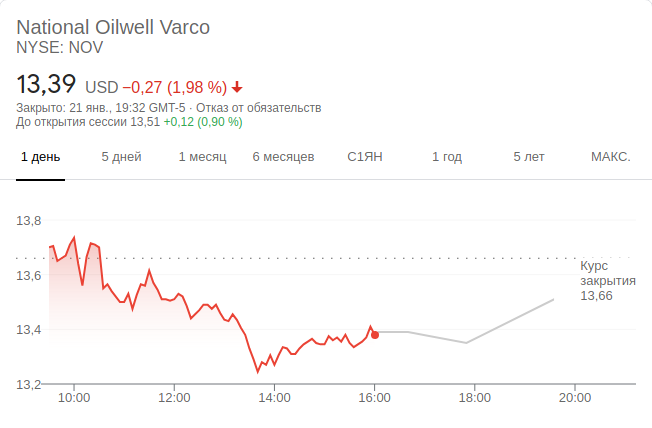 National Oilwell Varco
NYSE: NOV
13,39 USD −0,27 (1,98 %)
Закрыто: 21 янв., 19:32 GMT-5 · Отказ от обязательств
До открытия сессии 13,51 +0,12 (0,90 %)
1 день 5 дней 1 месяц 6 месяцев С1ЯН 1 год 5 лет МАКС.
13,8
13,6
13,4
13,2
Курс
закрытия
13,66
10:00 12:00 14:00 16:00 18:00 20:00